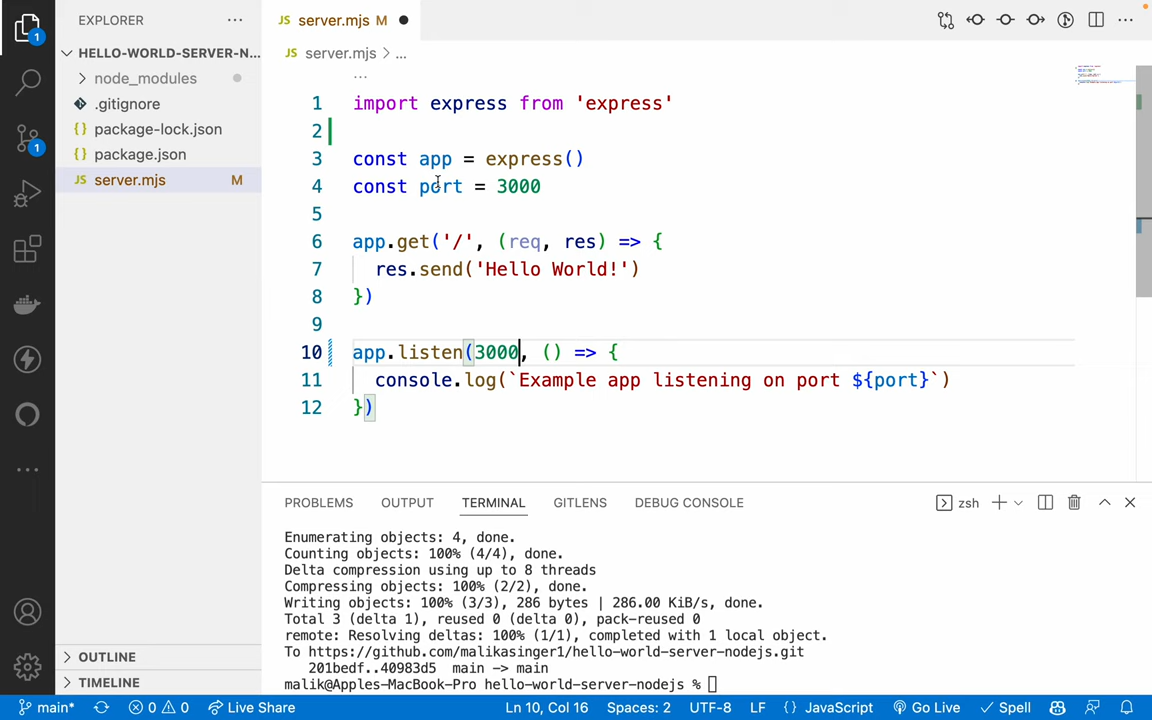 EXPLORER
server.mjs M
1
HELLO-WORLD-SERVER-N...
server.mjs > ...
node_modules
...
.gitignore
1 import express from 'express'
package-lock.json
2
1
package.json
3 const app = express()
server.mjs M
4 const port = 3000
5
6 app.get('/', (req, res) => {
7 res.send('Hello World!')
8 })
9
10 app.listen(3000, () => {
11 console.log(`Example app listening on port ${port}`)
12 })
PROBLEMS OUTPUT TERMINAL GITLENS DEBUG CONSOLE zsh
Enumerating objects: 4, done.
Counting objects: 100% (4/4), done.
Delta compression using up to 8 threads
Compressing objects: 100% (2/2), done.
Writing objects: 100% (3/3), 286 bytes | 286.00 KiB/s, done.
Total 3 (delta 1), reused 0 (delta 0), pack-reused 0
remote: Resolving deltas: 100% (1/1), completed with 1 local object.
To https://github.com/malikasinger1/hello-world-server-nodejs.git
201bedf..40983d5 main -> main
malik@Apples-MacBook-Pro hello-world-server-nodejs %
OUTLINE
TIMELINE
main* 0 0 Live Share Ln 10, Col 16 Spaces: 2 UTF-8 LF {} JavaScript Go Live Spell